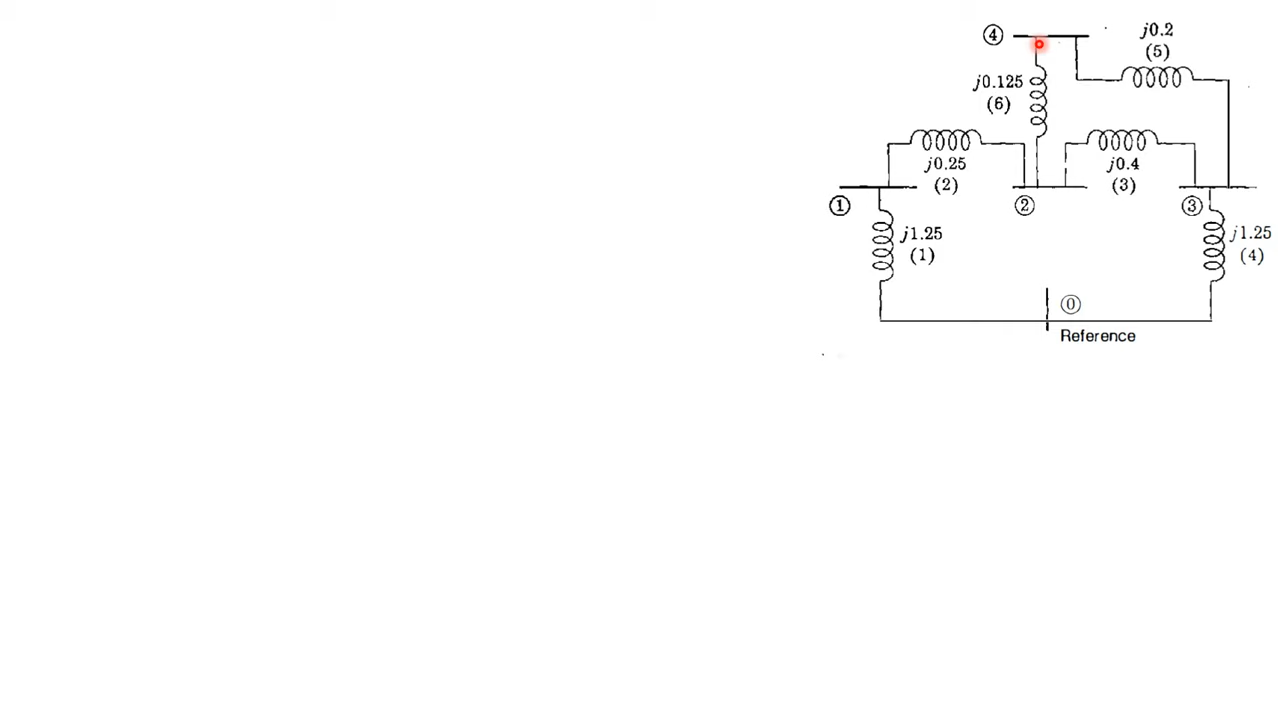 ④
j0.2
(5)
j0.125
(6)
j0.25
(2)
j0.4
(3)
①
②
③
j1.25
(1)
j1.25
(4)
⓪
Reference